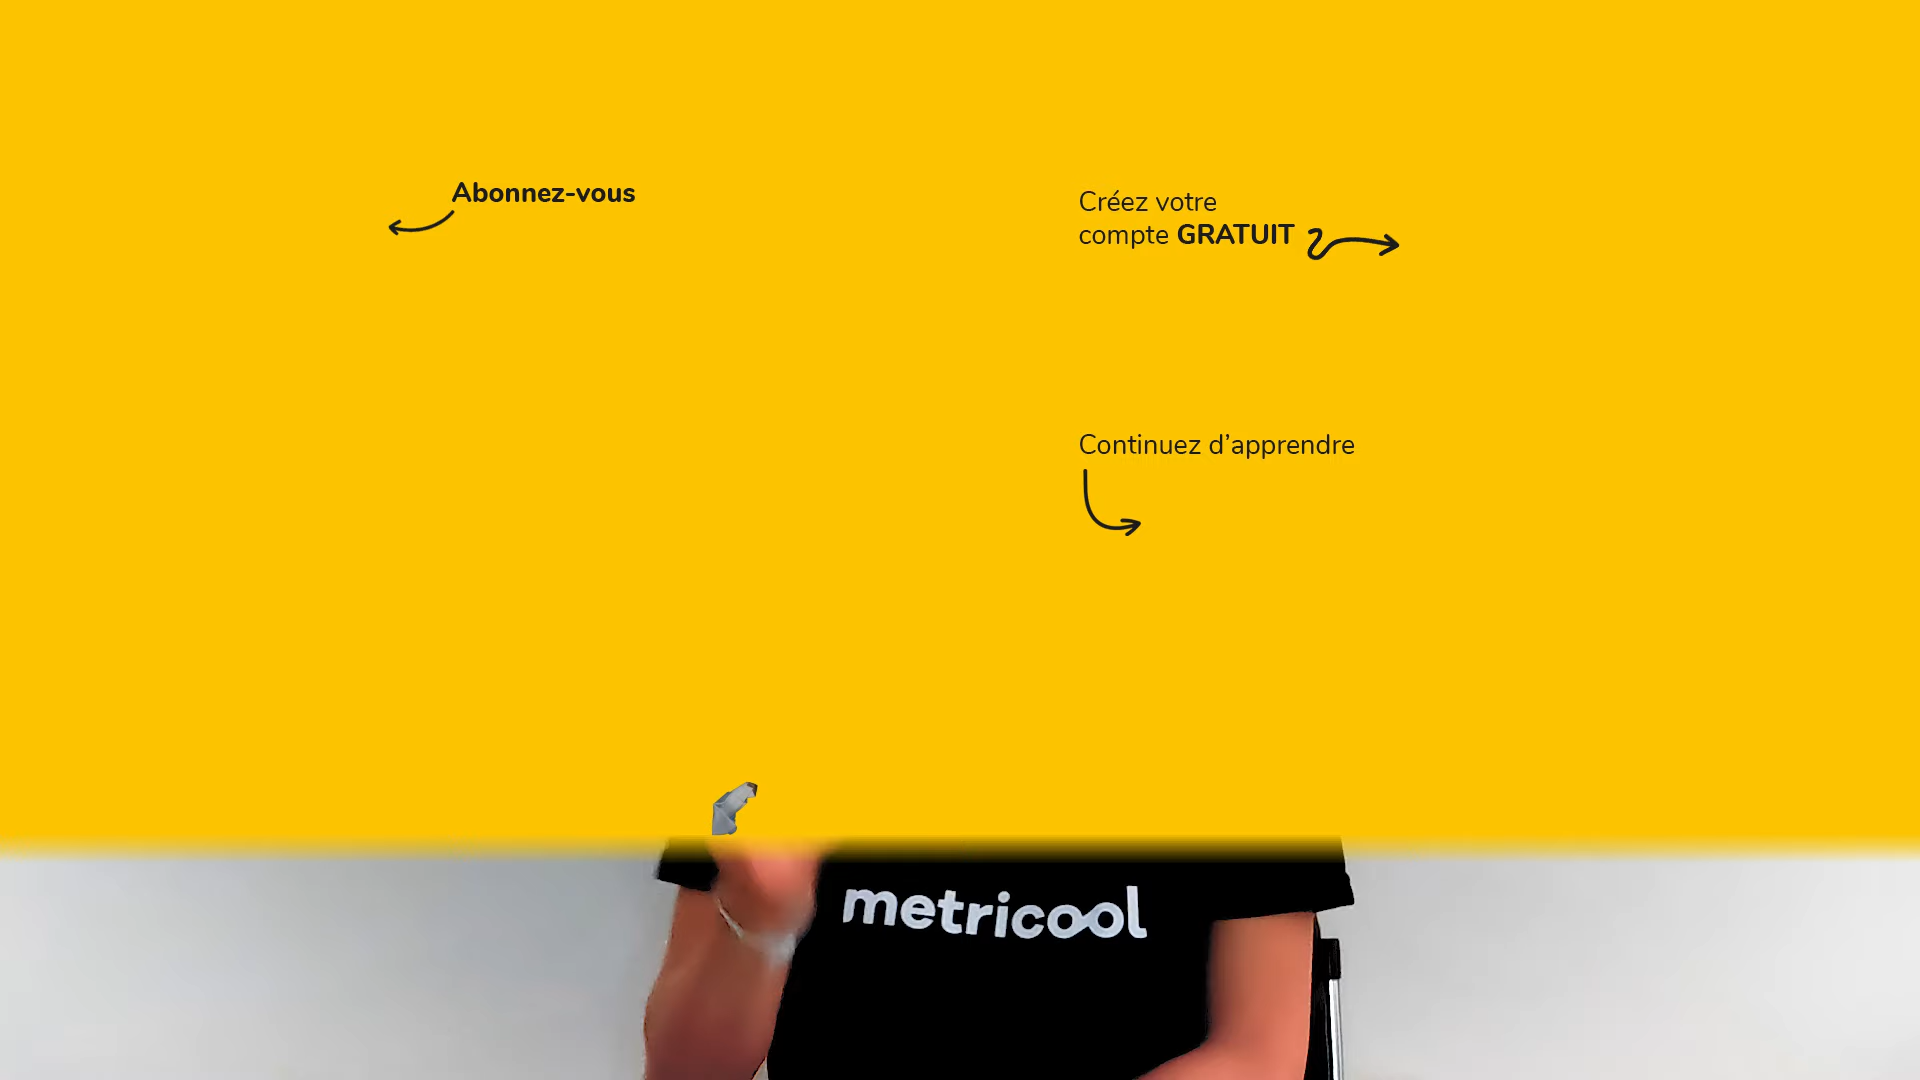 Abonnez-vous
Créez votre
compte GRATUIT
Continuez d’apprendre
metricool